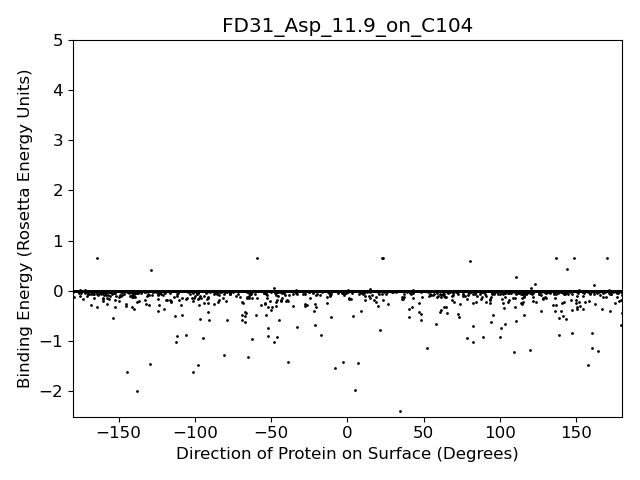 FD31_Asp_11.9_on_C104
Binding Energy (Rosetta Energy Units)
5
4
3
2
1
0
−1
−2
−150 −100 −50 0 50 100 150
Direction of Protein on Surface (Degrees)